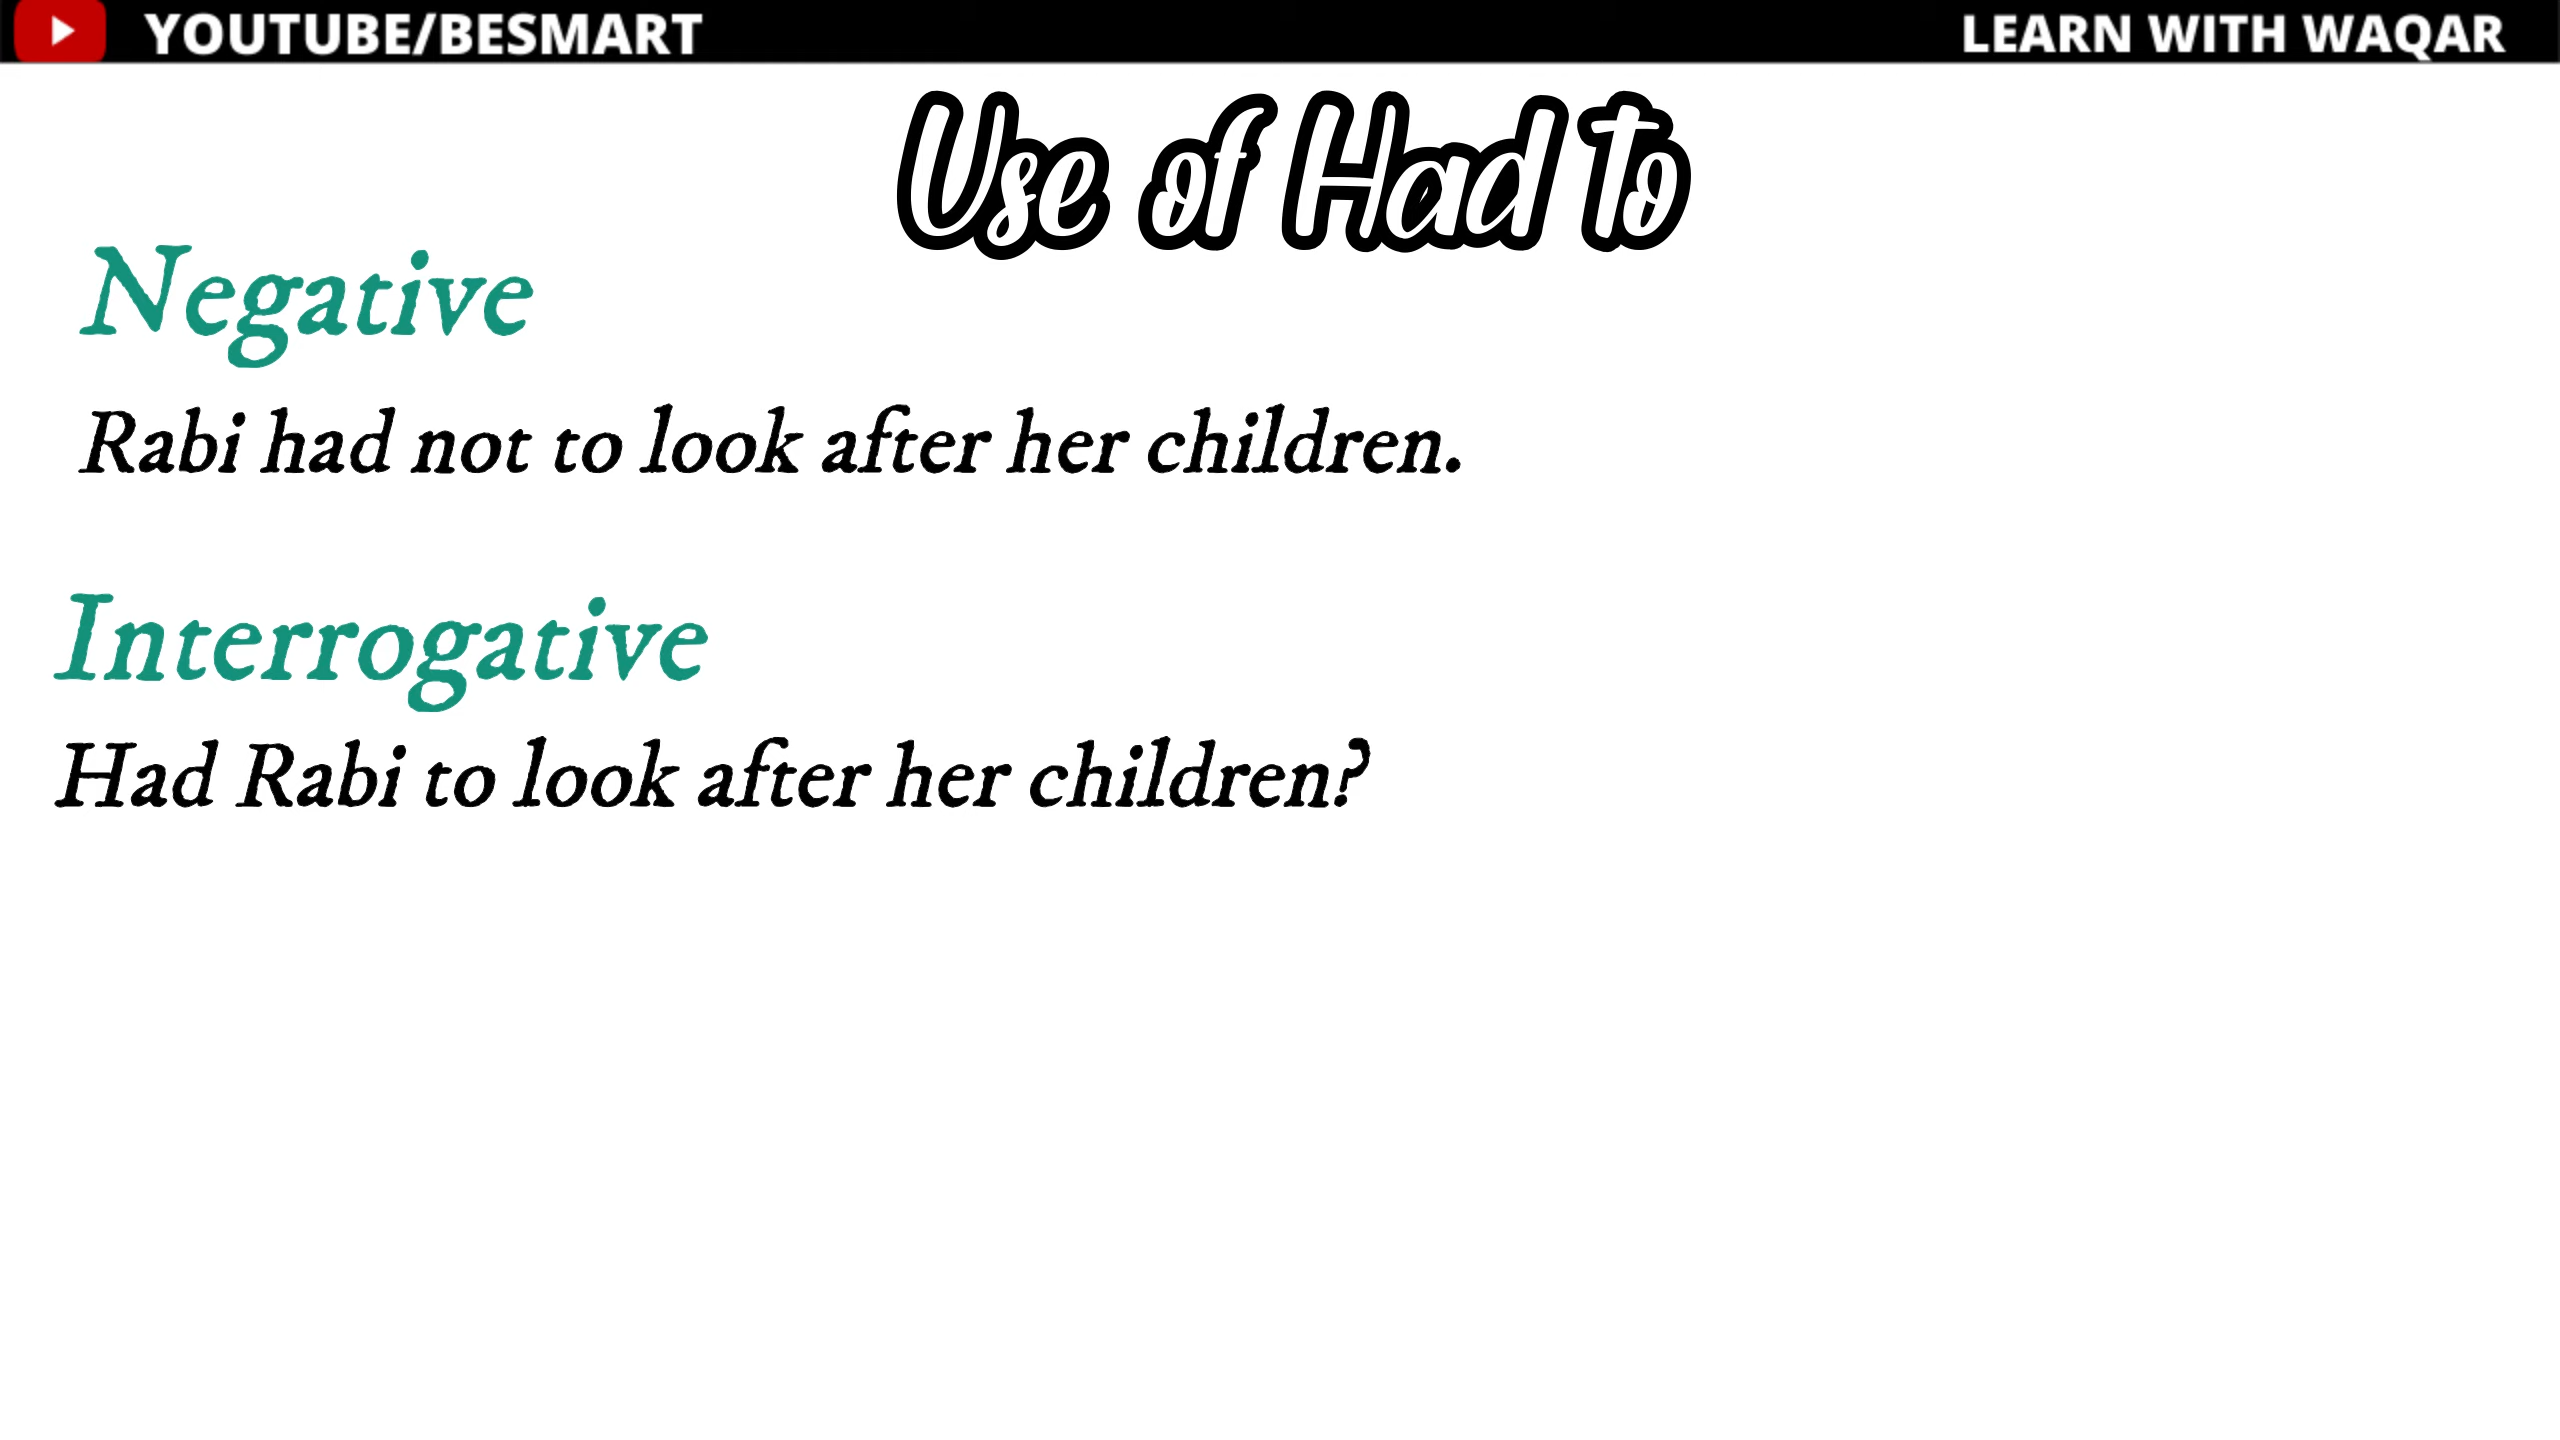 YOUTUBE/BESMART
LEARN WITH WAQAR
Use of Had to
Negative
Rabi had not to look after her children.
Interrogative
Had Rabi to look after her children?